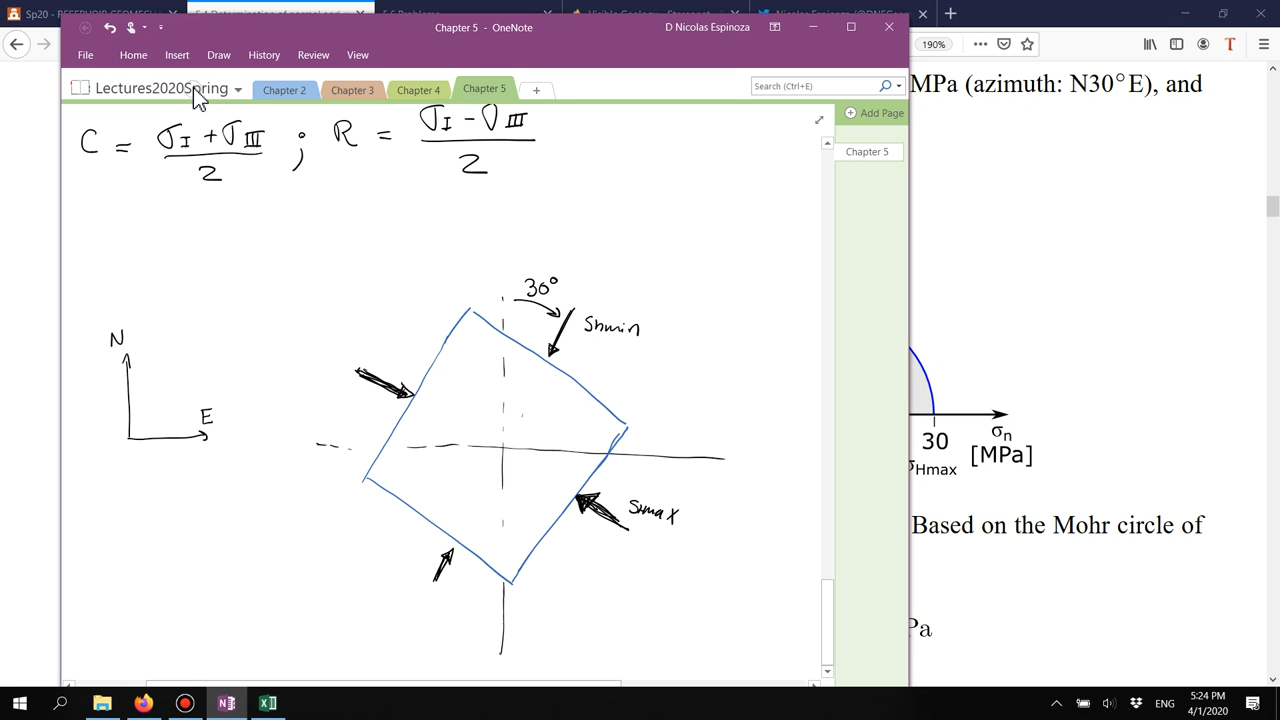 Chapter 5 - OneNote
D Nicolas Espinoza
File Home Insert Draw History Review View
190%
Lectures2020Spring
Chapter 2
Chapter 3
Chapter 4
Chapter 5
+
Search (Ctrl+E)
Add Page
Chapter 5
C = σI + σIII / 2 ; R = σI - σIII / 2
30°
Shmin
N
E
SHmax
MPa (azimuth: N30°E), and
30
σn
[MPa]
σHmax
Based on the Mohr circle of
Pa
ENG
5:24 PM
4/1/2020